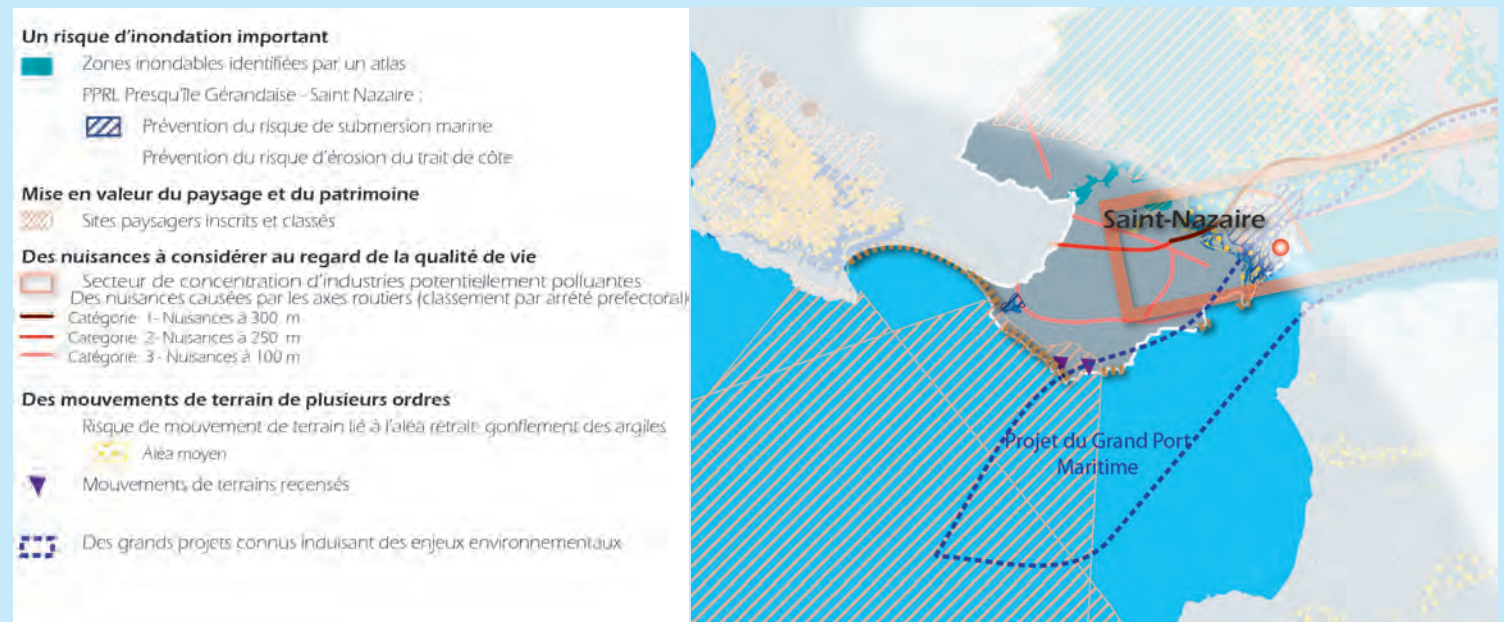 Un risque d'inondation important
Zones inondables identifiées par un atlas
PPRL Presqu'île Gérandaise - Saint Nazaire :
Prévention du risque de submersion marine
Prévention du risque d'érosion du trait de côte
Mise en valeur du paysage et du patrimoine
Sites paysagers inscrits et classés
Des nuisances à considérer au regard de la qualité de vie
Secteur de concentration d'industries potentiellement polluantes
Des nuisances causées par les axes routiers (classement par arrété prefectoral)
Catégorie 1- Nuisances à 300 m
Catégorie 2- Nuisances à 250 m
Catégorie 3- Nuisances à 100 m
Des mouvements de terrain de plusieurs ordres
Risque de mouvement de terrain lié à l'aléa retrait gonflement des argiles
Aléa moyen
Mouvements de terrains recensés
Des grands projets connus induisant des enjeux environnementaux
Saint-Nazaire
Projet du Grand Port
Maritime